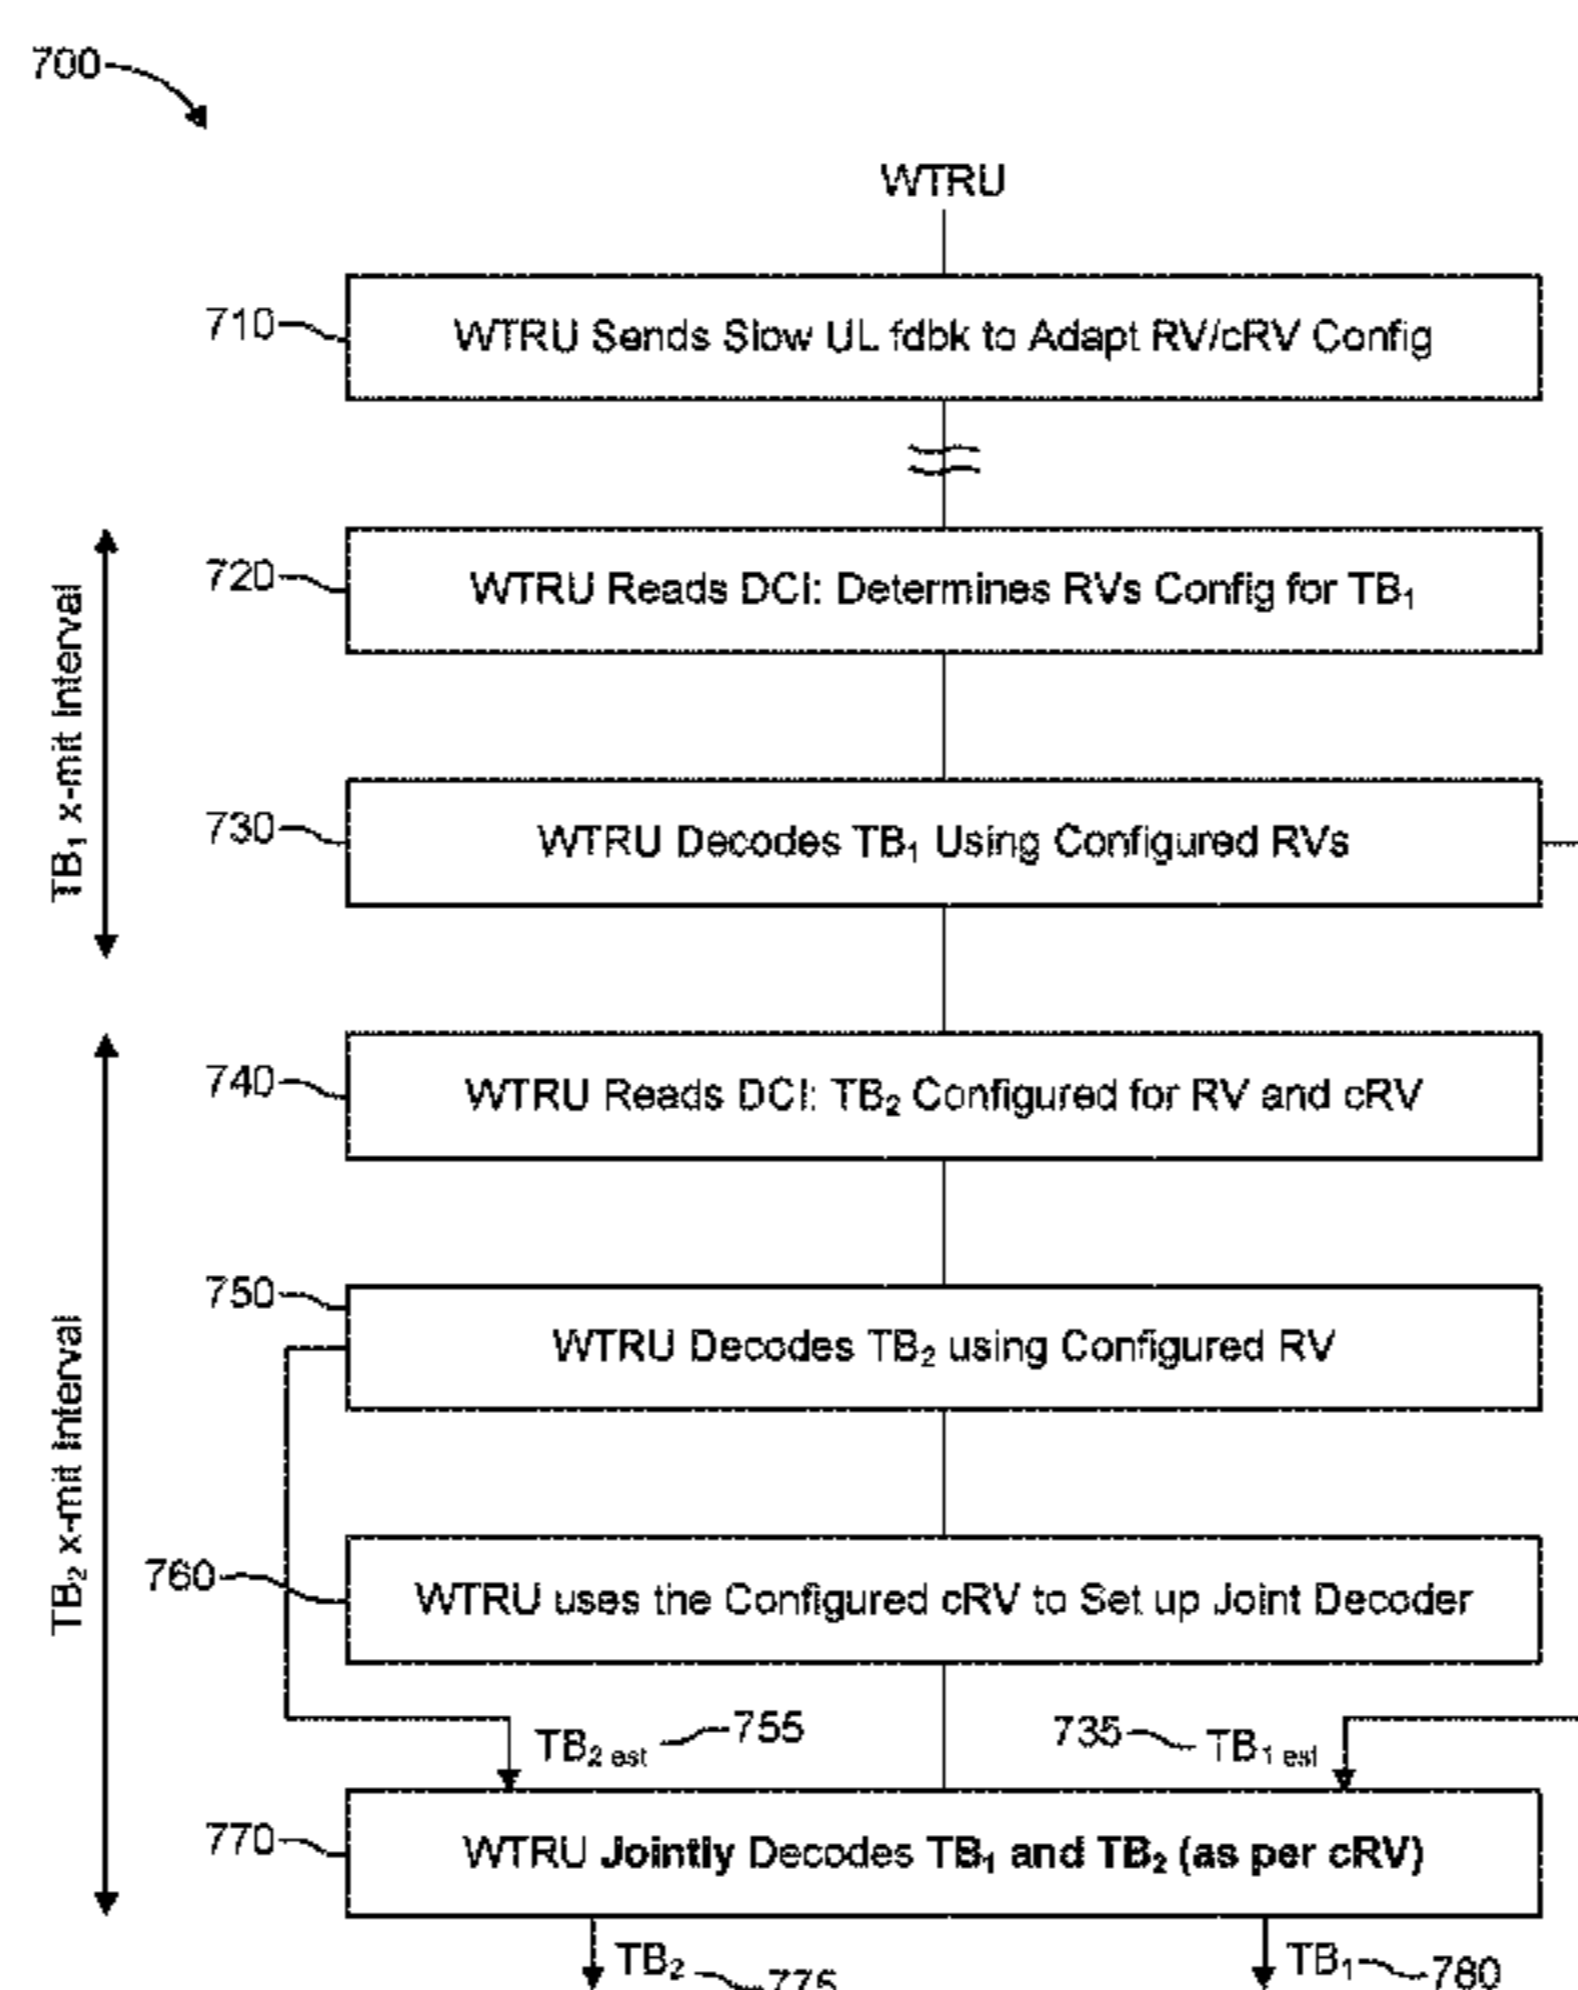 700
WTRU
710
WTRU Sends Slow UL fdbk to Adapt RV/cRV Config
720
WTRU Reads DCI: Determines RVs Config for TB₁
TB₁ x-mit Interval
730
WTRU Decodes TB₁ Using Configured RVs
740
WTRU Reads DCI: TB₂ Configured for RV and cRV
750
WTRU Decodes TB₂ using Configured RV
TB₂ x-mit Interval
760
WTRU uses the Configured cRV to Set up Joint Decoder
TB₂ est 755
735 TB₁ est
770
WTRU Jointly Decodes TB₁ and TB₂ (as per cRV)
TB₂ 775
TB₁ 780